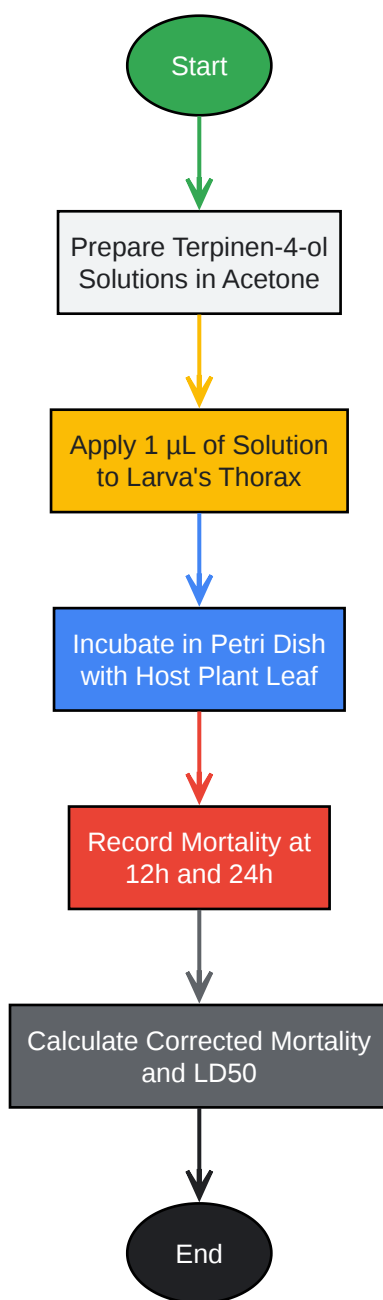 Start
Prepare Terpinen-4-ol
Solutions in Acetone
Apply 1 µL of Solution
to Larva's Thorax
Incubate in Petri Dish
with Host Plant Leaf
Record Mortality at
12h and 24h
Calculate Corrected Mortality
and LD50
End